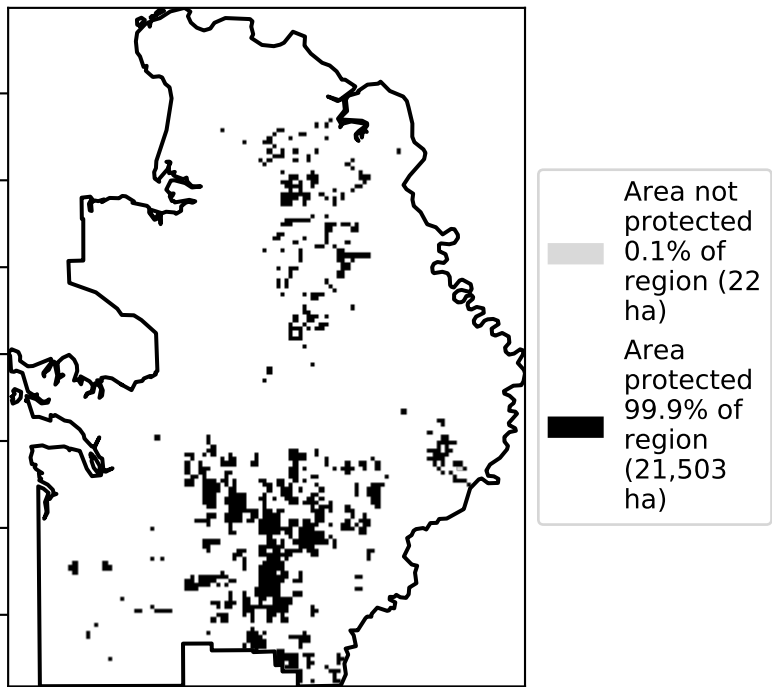 Area not
protected
0.1% of
region (22
ha)
Area
protected
99.9% of
region
(21,503
ha)